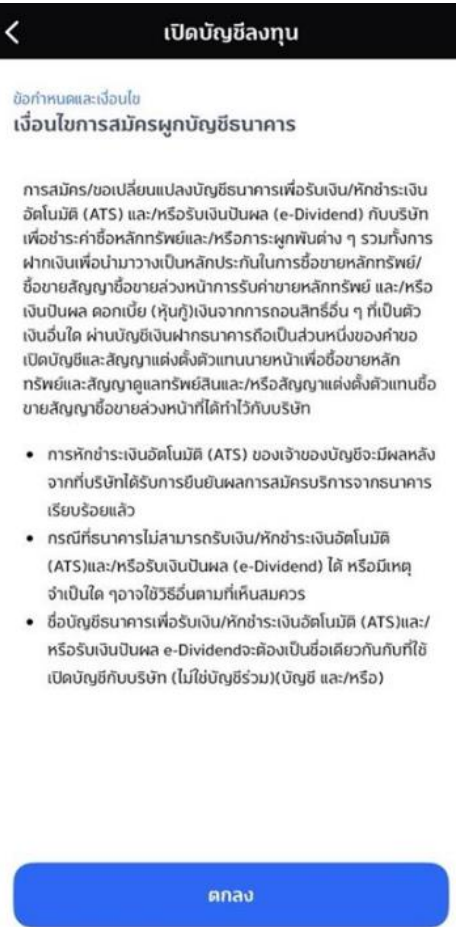 เปิดบัญชีลงทุน
ข้อกำหนดและเงื่อนไข
เงื่อนไขการสมัครผูกบัญชีธนาคาร
การสมัคร/ขอเปลี่ยนแปลงบัญชีธนาคารเพื่อรับเงิน/หักชำระเงิน
อัตโนมัติ (ATS) และ/หรือรับเงินปันผล (e-Dividend) กับบริษัท
เพื่อชำระค่าซื้อหลักทรัพย์และ/หรือภาระผูกพันต่าง ๆ รวมทั้งการ
ฝากเงินเพื่อนำมาวางเป็นหลักประกันในการซื้อขายหลักทรัพย์/
ซื้อขายสัญญาซื้อขายล่วงหน้าการรับค่าขายหลักทรัพย์ และ/หรือ
เงินปันผล ดอกเบี้ย (หุ้นกู้)เงินจากการถอนสิทธิ์อื่น ๆ ที่เป็นตัว
เงินอื่นใด ผ่านบัญชีเงินฝากธนาคารถือเป็นส่วนหนึ่งของคำขอ
เปิดบัญชีและสัญญาแต่งตั้งตัวแทนนายหน้าเพื่อซื้อขายหลัก
ทรัพย์และสัญญาดูแลทรัพย์สินและ/หรือสัญญาแต่งตั้งตัวแทนซื้อ
ขายสัญญาซื้อขายล่วงหน้าที่ได้ทำไว้กับบริษัท
• การหักชำระเงินอัตโนมัติ (ATS) ของเจ้าของบัญชีจะมีผลหลัง
จากที่บริษัทได้รับการยืนยันผลการสมัครบริการจากธนาคาร
เรียบร้อยแล้ว
• กรณีที่ธนาคารไม่สามารถรับเงิน/หักชำระเงินอัตโนมัติ
(ATS)และ/หรือรับเงินปันผล (e-Dividend) ได้ หรือมีเหตุ
จำเป็นใด ๆอาจใช้วิธีอื่นตามที่เห็นสมควร
• ชื่อบัญชีธนาคารเพื่อรับเงิน/หักชำระเงินอัตโนมัติ (ATS)และ/
หรือรับเงินปันผล e-Dividendจะต้องเป็นชื่อเดียวกันกับที่ใช้
เปิดบัญชีกับบริษัท (ไม่ใช่บัญชีร่วม)(บัญชี และ/หรือ)
ตกลง